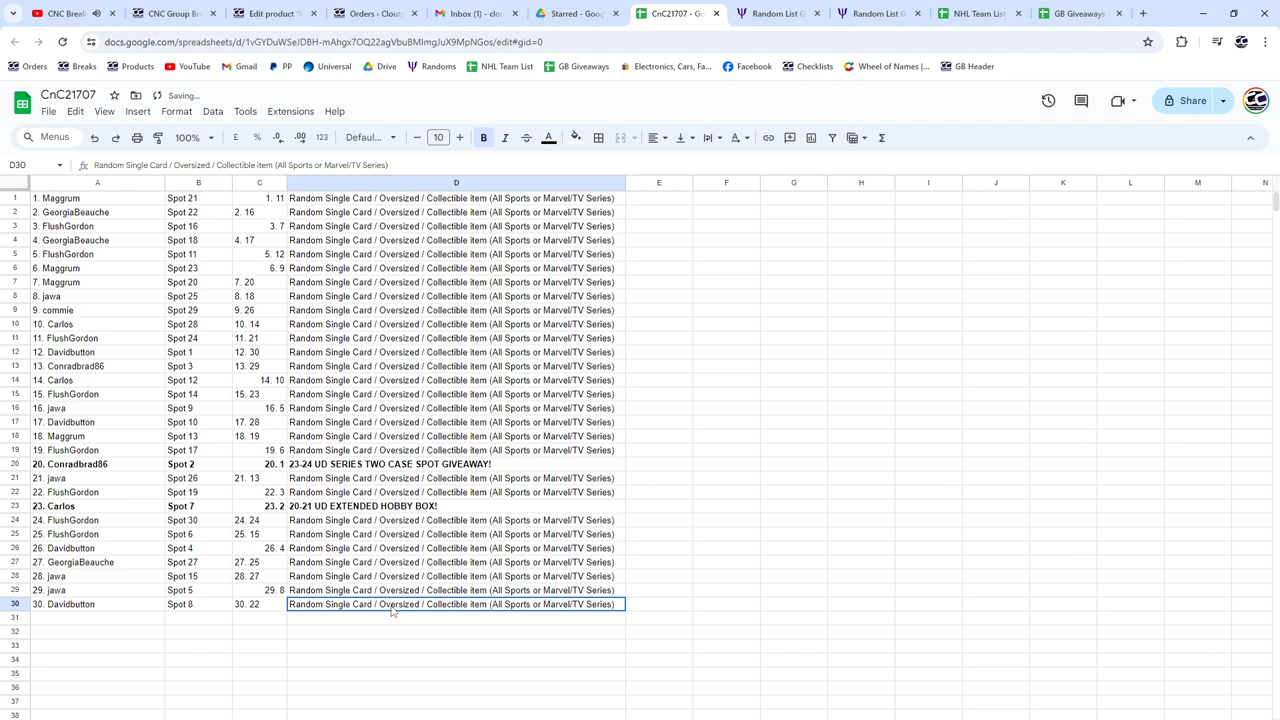 CNC Break
CNC Group Bre
Edit product "
Orders - Clouts
Inbox (1) - clou
Starred - Goog
CnC21707 - G
Random List G
Random List G
NHL Team List
GB Giveaways
docs.google.com/spreadsheets/d/1vGYDuWSeJDBH-mAhgx7OQ22agVbuBMImgJuX9MpNGos/edit#gid=0
Orders Breaks Products YouTube Gmail PP Universal Drive Randoms NHL Team List GB Giveaways Electronics, Cars, Fa... Facebook Checklists Wheel of Names |... GB Header
CnC21707 Saving...
File Edit View Insert Format Data Tools Extensions Help
Share
Menus 100% £ % .0 .00 123 Defaul... 10 B I A
D30 Random Single Card / Oversized / Collectible item (All Sports or Marvel/TV Series)
A B C D E F G H I J K L M N
1 1. Maggrum Spot 21 1. 11 Random Single Card / Oversized / Collectible item (All Sports or Marvel/TV Series)
2 2. GeorgiaBeauche Spot 22 2. 16 Random Single Card / Oversized / Collectible item (All Sports or Marvel/TV Series)
3 3. FlushGordon Spot 16 3. 7 Random Single Card / Oversized / Collectible item (All Sports or Marvel/TV Series)
4 4. GeorgiaBeauche Spot 18 4. 17 Random Single Card / Oversized / Collectible item (All Sports or Marvel/TV Series)
5 5. FlushGordon Spot 11 5. 12 Random Single Card / Oversized / Collectible item (All Sports or Marvel/TV Series)
6 6. Maggrum Spot 23 6. 9 Random Single Card / Oversized / Collectible item (All Sports or Marvel/TV Series)
7 7. Maggrum Spot 20 7. 20 Random Single Card / Oversized / Collectible item (All Sports or Marvel/TV Series)
8 8. jawa Spot 25 8. 18 Random Single Card / Oversized / Collectible item (All Sports or Marvel/TV Series)
9 9. commie Spot 29 9. 26 Random Single Card / Oversized / Collectible item (All Sports or Marvel/TV Series)
10 10. Carlos Spot 28 10. 14 Random Single Card / Oversized / Collectible item (All Sports or Marvel/TV Series)
11 11. FlushGordon Spot 24 11. 21 Random Single Card / Oversized / Collectible item (All Sports or Marvel/TV Series)
12 12. Davidbutton Spot 1 12. 30 Random Single Card / Oversized / Collectible item (All Sports or Marvel/TV Series)
13 13. Conradbrad86 Spot 3 13. 29 Random Single Card / Oversized / Collectible item (All Sports or Marvel/TV Series)
14 14. Carlos Spot 12 14. 10 Random Single Card / Oversized / Collectible item (All Sports or Marvel/TV Series)
15 15. FlushGordon Spot 14 15. 23 Random Single Card / Oversized / Collectible item (All Sports or Marvel/TV Series)
16 16. jawa Spot 9 16. 5 Random Single Card / Oversized / Collectible item (All Sports or Marvel/TV Series)
17 17. Davidbutton Spot 10 17. 28 Random Single Card / Oversized / Collectible item (All Sports or Marvel/TV Series)
18 18. Maggrum Spot 13 18. 19 Random Single Card / Oversized / Collectible item (All Sports or Marvel/TV Series)
19 19. FlushGordon Spot 17 19. 6 Random Single Card / Oversized / Collectible item (All Sports or Marvel/TV Series)
20 20. Conradbrad86 Spot 2 20. 1 23-24 UD SERIES TWO CASE SPOT GIVEAWAY!
21 21. jawa Spot 26 21. 13 Random Single Card / Oversized / Collectible item (All Sports or Marvel/TV Series)
22 22. FlushGordon Spot 19 22. 3 Random Single Card / Oversized / Collectible item (All Sports or Marvel/TV Series)
23 23. Carlos Spot 7 23. 2 20-21 UD EXTENDED HOBBY BOX!
24 24. FlushGordon Spot 30 24. 24 Random Single Card / Oversized / Collectible item (All Sports or Marvel/TV Series)
25 25. FlushGordon Spot 6 25. 15 Random Single Card / Oversized / Collectible item (All Sports or Marvel/TV Series)
26 26. Davidbutton Spot 4 26. 4 Random Single Card / Oversized / Collectible item (All Sports or Marvel/TV Series)
27 27. GeorgiaBeauche Spot 27 27. 25 Random Single Card / Oversized / Collectible item (All Sports or Marvel/TV Series)
28 28. jawa Spot 15 28. 27 Random Single Card / Oversized / Collectible item (All Sports or Marvel/TV Series)
29 29. jawa Spot 5 29. 8 Random Single Card / Oversized / Collectible item (All Sports or Marvel/TV Series)
30 30. Davidbutton Spot 8 30. 22 Random Single Card / Oversized / Collectible item (All Sports or Marvel/TV Series)
31
32
33
34
35
36
37
38